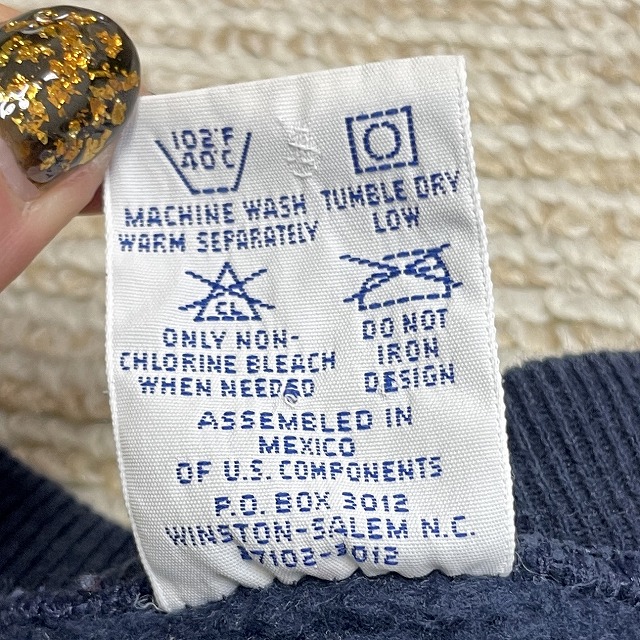 102°F
40°C
MACHINE WASH
WARM SEPARATELY
TUMBLE DRY
LOW
CL
ONLY NON-
CHLORINE BLEACH
WHEN NEEDED
DO NOT
IRON
DESIGN
ASSEMBLED IN
MEXICO
OF U.S. COMPONENTS
P.O. BOX 3012
WINSTON-SALEM N.C.
27102-3012